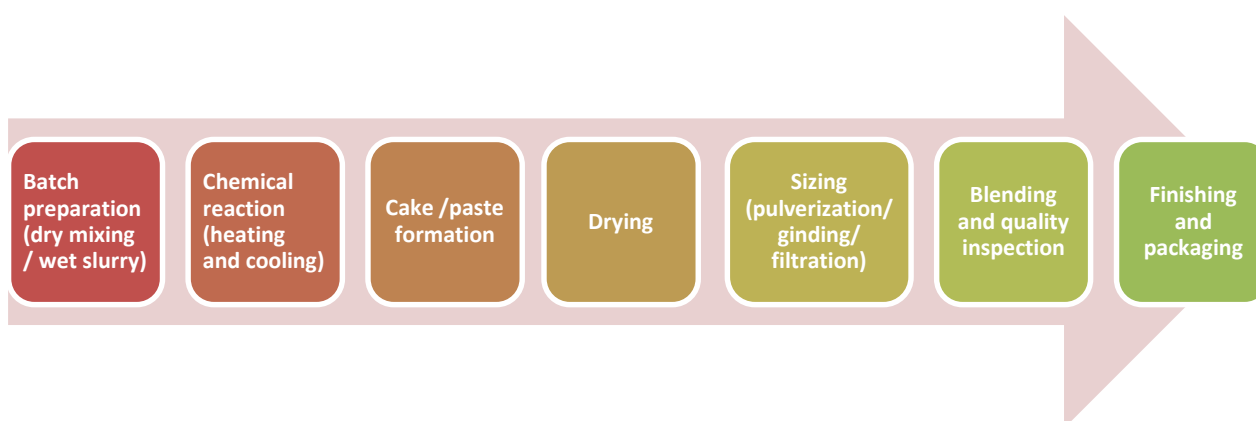 Batch
preparation
(dry mixing
/ wet slurry)
Chemical
reaction
(heating
and cooling)
Cake /paste
formation
Drying
Sizing
(pulverization/
ginding/
filtration)
Blending
and quality
inspection
Finishing
and
packaging